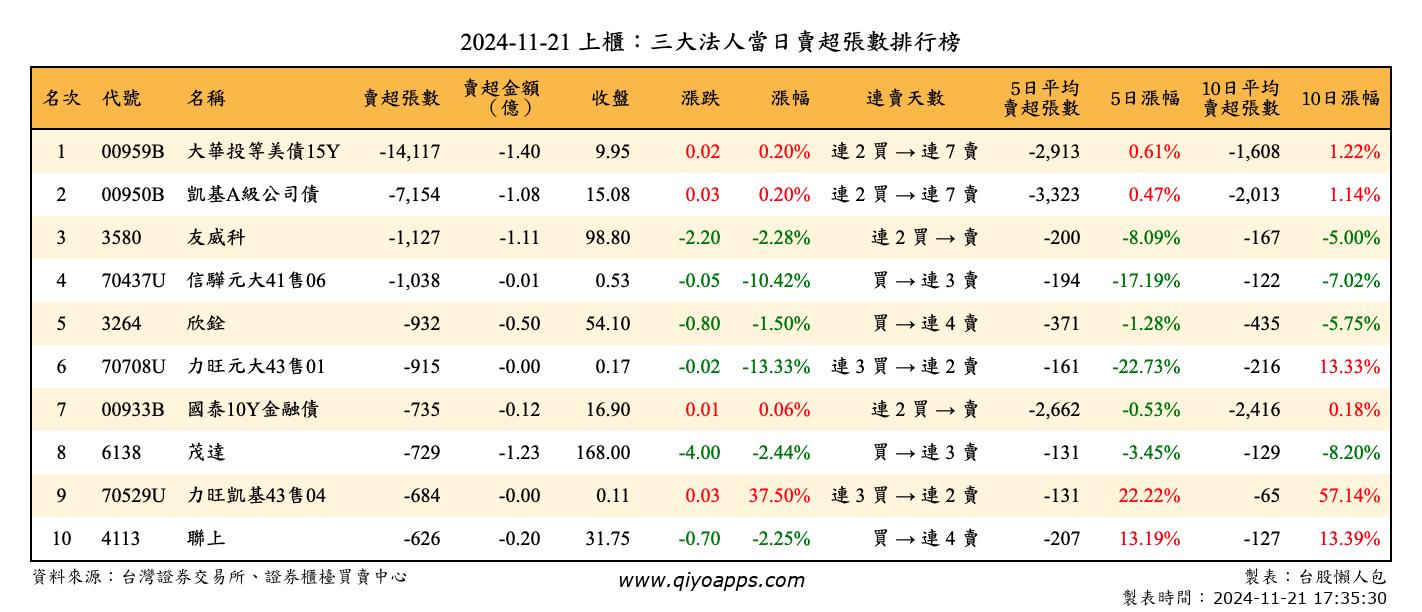 2024-11-21 上櫃：三大法人當日賣超張數排行榜
名次 代號 名稱 賣超張數 賣超金額（億） 收盤 漲跌 漲幅 連賣天數 5日平均賣超張數 5日漲幅 10日平均賣超張數 10日漲幅
1 00959B 大華投等美債15Y -14,117 -1.40 9.95 0.02 0.20% 連 2 買 → 連 7 賣 -2,913 0.61% -1,608 1.22%
2 00950B 凱基A級公司債 -7,154 -1.08 15.08 0.03 0.20% 連 2 買 → 連 7 賣 -3,323 0.47% -2,013 1.14%
3 3580 友威科 -1,127 -1.11 98.80 -2.20 -2.28% 連 2 買 → 賣 -200 -8.09% -167 -5.00%
4 70437U 信驊元大41售06 -1,038 -0.01 0.53 -0.05 -10.42% 買 → 連 3 賣 -194 -17.19% -122 -7.02%
5 3264 欣銓 -932 -0.50 54.10 -0.80 -1.50% 買 → 連 4 賣 -371 -1.28% -435 -5.75%
6 70708U 力旺元大43售01 -915 -0.00 0.17 -0.02 -13.33% 連 3 買 → 連 2 賣 -161 -22.73% -216 13.33%
7 00933B 國泰10Y金融債 -735 -0.12 16.90 0.01 0.06% 連 2 買 → 賣 -2,662 -0.53% -2,416 0.18%
8 6138 茂達 -729 -1.23 168.00 -4.00 -2.44% 買 → 連 3 賣 -131 -3.45% -129 -8.20%
9 70529U 力旺凱基43售04 -684 -0.00 0.11 0.03 37.50% 連 3 買 → 連 2 賣 -131 22.22% -65 57.14%
10 4113 聯上 -626 -0.20 31.75 -0.70 -2.25% 買 → 連 4 賣 -207 13.19% -127 13.39%
資料來源：台灣證券交易所、證券櫃檯買賣中心 www.qiyoapps.com 製表：台股懶人包
製表時間：2024-11-21 17:35:30